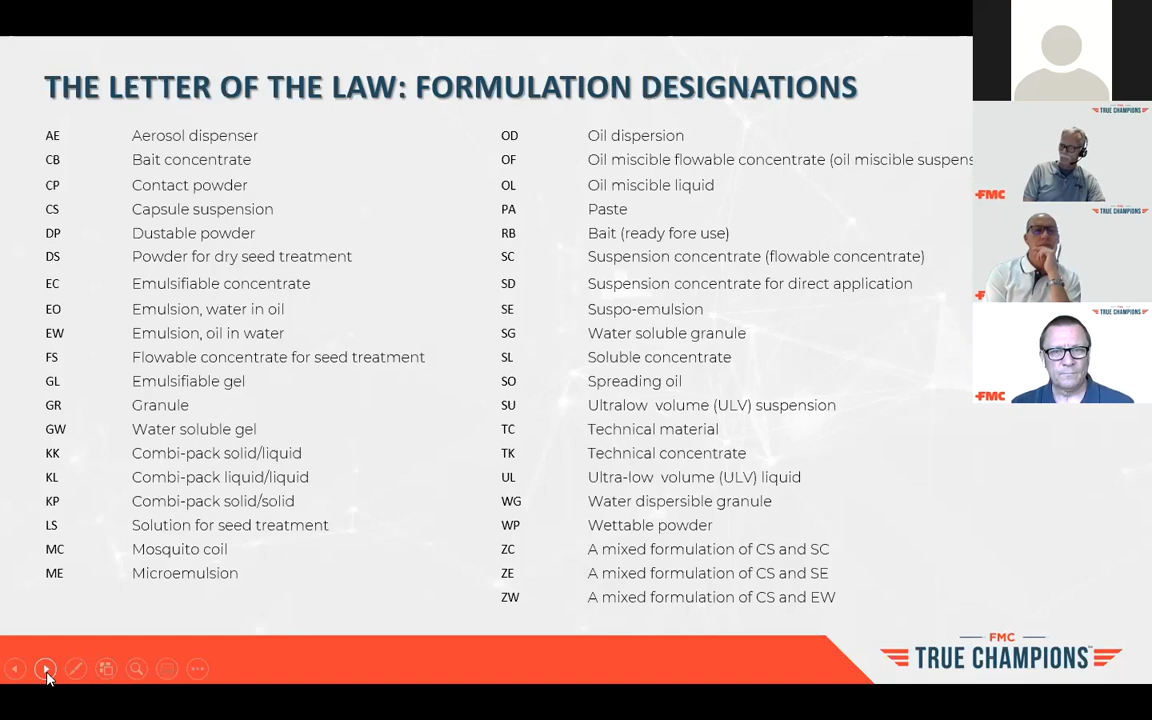 THE LETTER OF THE LAW: FORMULATION DESIGNATIONS
AE Aerosol dispenser
CB Bait concentrate
CP Contact powder
CS Capsule suspension
DP Dustable powder
DS Powder for dry seed treatment
EC Emulsifiable concentrate
EO Emulsion, water in oil
EW Emulsion, oil in water
FS Flowable concentrate for seed treatment
GL Emulsifiable gel
GR Granule
GW Water soluble gel
KK Combi-pack solid/liquid
KL Combi-pack liquid/liquid
KP Combi-pack solid/solid
LS Solution for seed treatment
MC Mosquito coil
ME Microemulsion
OD Oil dispersion
OF Oil miscible flowable concentrate (oil miscible suspens
OL Oil miscible liquid
PA Paste
RB Bait (ready fore use)
SC Suspension concentrate (flowable concentrate)
SD Suspension concentrate for direct application
SE Suspo-emulsion
SG Water soluble granule
SL Soluble concentrate
SO Spreading oil
SU Ultralow volume (ULV) suspension
TC Technical material
TK Technical concentrate
UL Ultra-low volume (ULV) liquid
WG Water dispersible granule
WP Wettable powder
ZC A mixed formulation of CS and SC
ZE A mixed formulation of CS and SE
ZW A mixed formulation of CS and EW
TRUE CHAMPIONS
FMC
TRUE CHAMPIONS
TRUE CHAMPIONS
FMC
FMC
TRUE CHAMPIONS